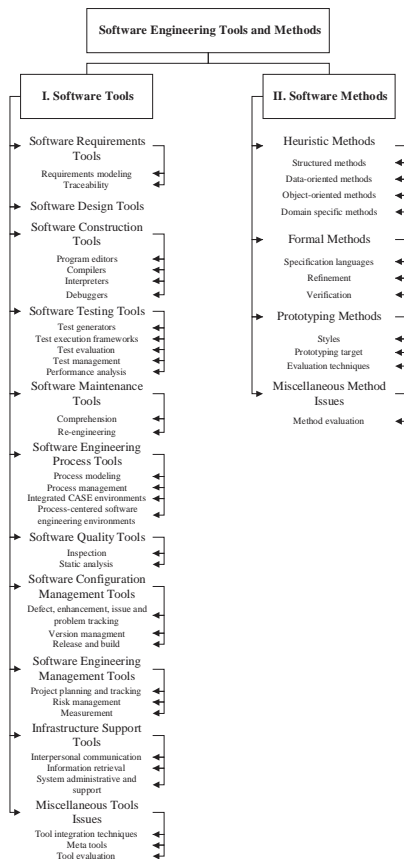 Software Engineering Tools and Methods
I. Software Tools
Software Requirements
Tools
Requirements modeling
Traceability
Software Design Tools
Software Construction
Tools
Program editors
Compilers
Interpreters
Debuggers
Software Testing Tools
Test generators
Test execution frameworks
Test evaluation
Test management
Performance analysis
Software Maintenance
Tools
Comprehension
Re-engineering
Software Engineering
Process Tools
Process modeling
Process management
Integrated CASE environments
Process-centered software
engineering environments
Software Quality Tools
Inspection
Static analysis
Software Configuration
Management Tools
Defect, enhancement, issue and
problem tracking
Version managment
Release and build
Software Engineering
Management Tools
Project planning and tracking
Risk management
Measurement
Infrastructure Support
Tools
Interpersonal communication
Information retrieval
System administrative and
support
Miscellaneous Tools
Issues
Tool integration techniques
Meta tools
Tool evaluation
II. Software Methods
Heuristic Methods
Structured methods
Data-oriented methods
Object-oriented methods
Domain specific methods
Formal Methods
Specification languages
Refinement
Verification
Prototyping Methods
Styles
Prototyping target
Evaluation techniques
Miscellaneous Method
Issues
Method evaluation